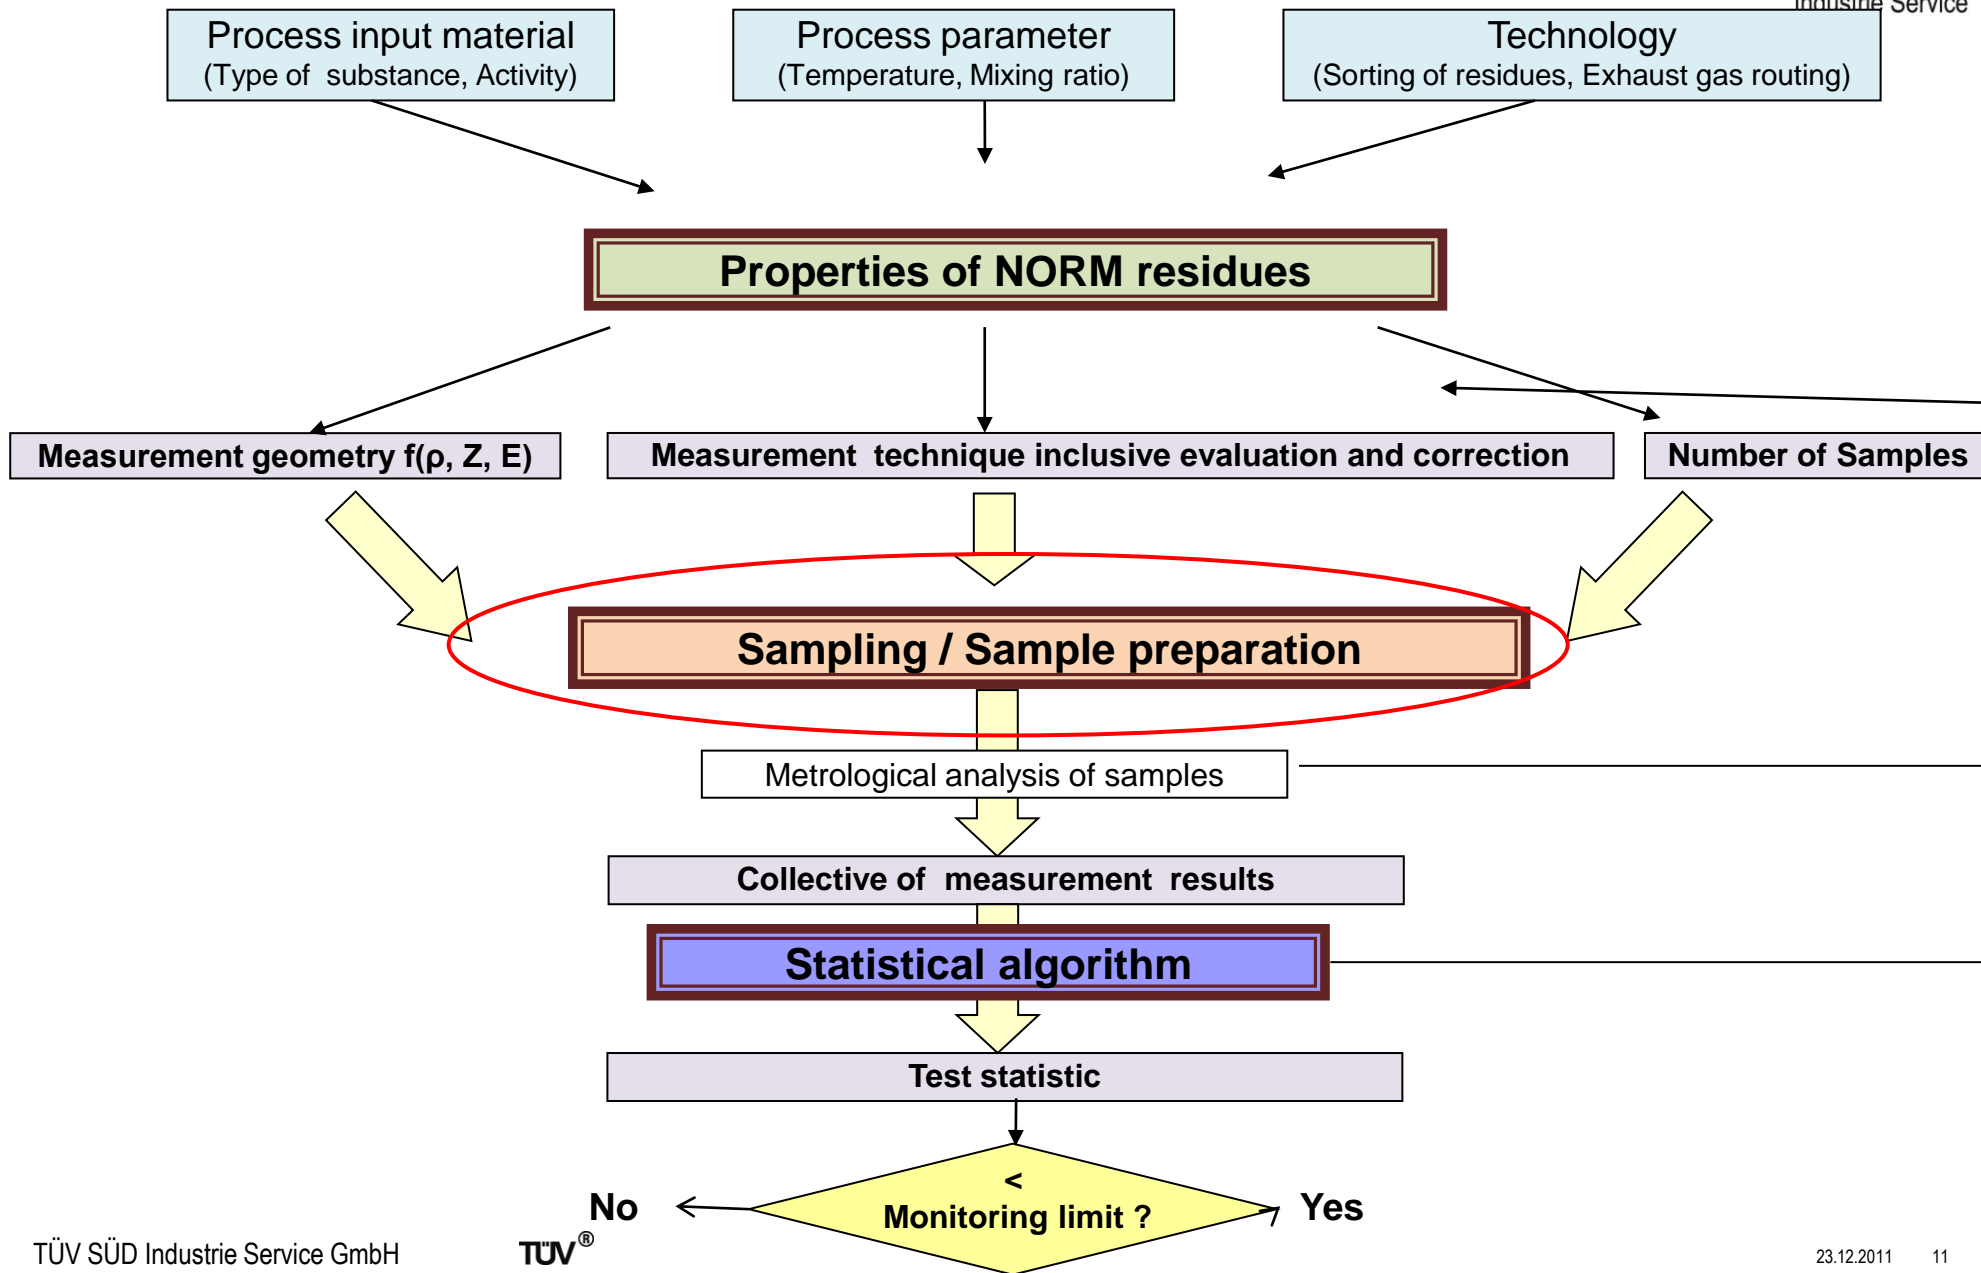 Industrie Service
Process input material
(Type of substance, Activity)
Process parameter
(Temperature, Mixing ratio)
Technology
(Sorting of residues, Exhaust gas routing)
Properties of NORM residues
Measurement geometry f(ρ, Z, E)
Measurement technique inclusive evaluation and correction
Number of Samples
Sampling / Sample preparation
Metrological analysis of samples
Collective of measurement results
Statistical algorithm
Test statistic
<
Monitoring limit ?
No
Yes
TÜV SÜD Industrie Service GmbH
TÜV®
23.12.2011 11